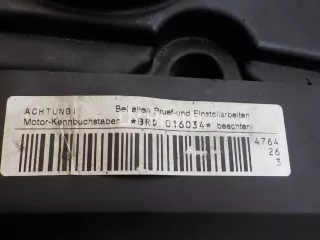 ACHTUNG! Bei allen Pruef-und Einstellarbeiten
Motor-Kennbuchstaben *BRD 016034* beachten!
4764
26
3